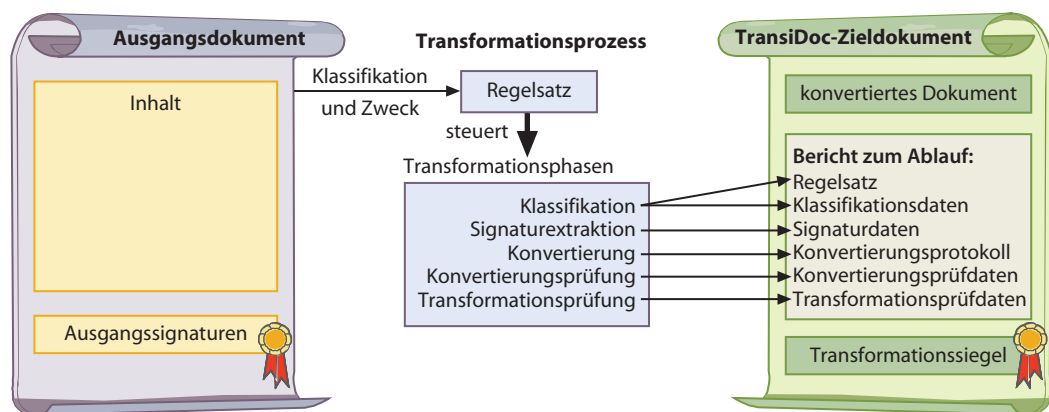 Ausgangsdokument
Inhalt
Ausgangssignaturen
Transformationsprozess
Klassifikation
und Zweck
Regelsatz
steuert
Transformationsphasen
Klassifikation
Signaturextraktion
Konvertierung
Konvertierungsprüfung
Transformationsprüfung
TransiDoc-Zieldokument
konvertiertes Dokument
Bericht zum Ablauf:
Regelsatz
Klassifikationsdaten
Signaturdaten
Konvertierungsprotokoll
Konvertierungsprüfdaten
Transformationsprüfdaten
Transformationssiegel